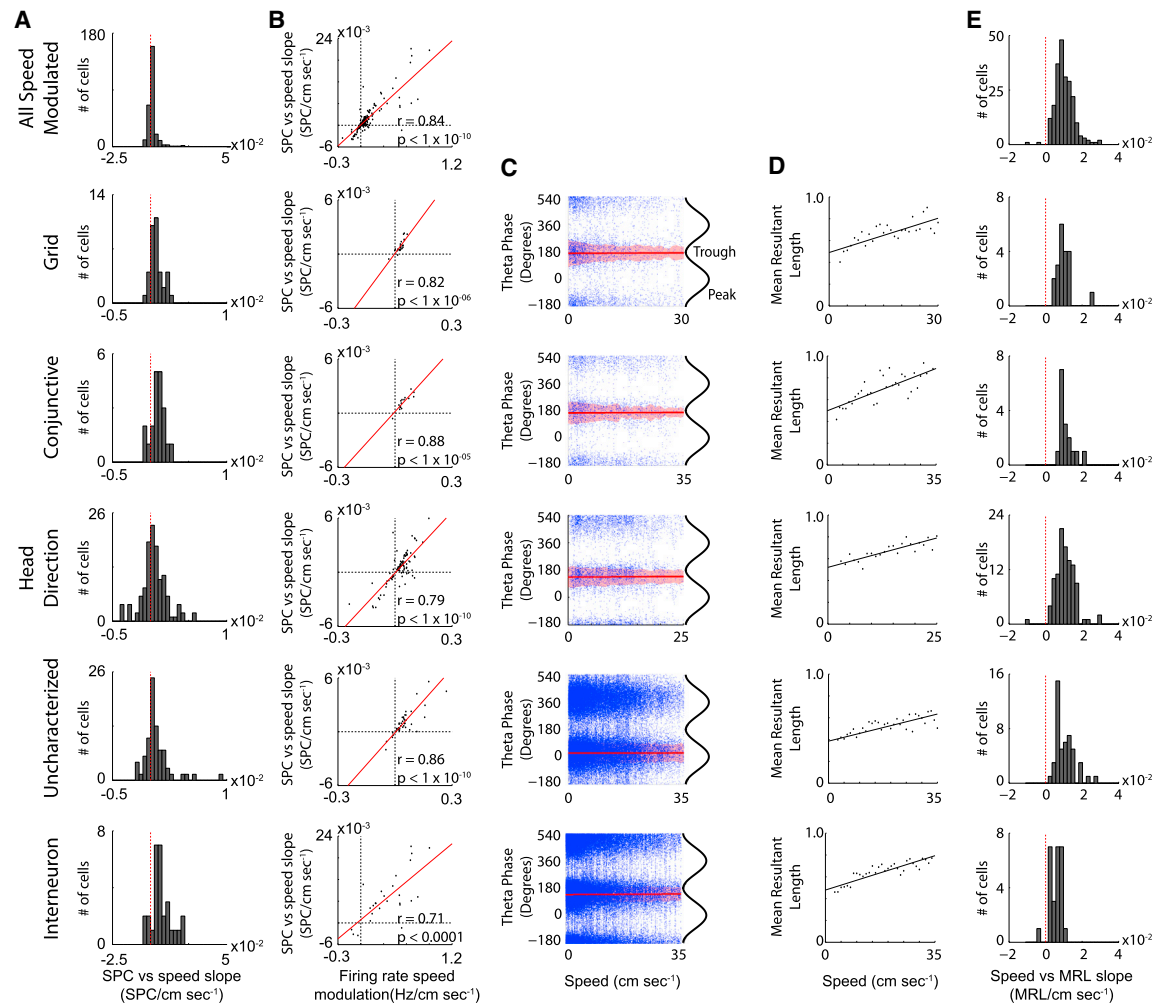 A
B
E
All Speed
Modulated
# of cells
180
0
-2.5
5
x10-2
SPC vs speed slope
(SPC/cm sec-1)
24
x10-3
-6
-0.3
1.2
r = 0.84
p < 1 x 10-10
# of cells
50
25
0
−2
0
2
4
x10-2
C
D
Grid
# of cells
14
0
-0.5
1
x10-2
SPC vs speed slope
(SPC/cm sec-1)
6
x10-3
-6
-0.3
0.3
r = 0.82
p < 1 x 10-06
Theta Phase
(Degrees)
540
360
180
0
−180
0
30
Trough
Peak
Mean Resultant
Length
1.0
0
0
30
# of cells
8
4
0
−2
0
2
4
x10-2
Conjunctive
# of cells
6
0
-0.5
1
x10-2
SPC vs speed slope
(SPC/cm sec-1)
6
x10-3
-6
-0.3
0.3
r = 0.88
p < 1 x 10-05
Theta Phase
(Degrees)
540
360
180
0
−180
0
35
Mean Resultant
Length
1.0
0
0
35
# of cells
8
4
0
−2
0
2
4
x10-2
Head
Direction
# of cells
26
0
-0.5
1
x10-2
SPC vs speed slope
(SPC/cm sec-1)
6
x10-3
-6
-0.3
0.3
r = 0.79
p < 1 x 10-10
Theta Phase
(Degrees)
540
360
180
0
−180
0
25
Mean Resultant
Length
1.0
0
0
25
# of cells
24
12
0
−2
0
2
4
x10-2
Uncharacterized
# of cells
26
0
-0.5
1
x10-2
SPC vs speed slope
(SPC/cm sec-1)
6
x10-3
-6
-0.3
0.3
r = 0.86
p < 1 x 10-10
Theta Phase
(Degrees)
540
360
180
0
−180
0
35
Mean Resultant
Length
1.0
0
0
35
# of cells
16
8
0
−2
0
2
4
x10-2
Interneuron
# of cells
8
0
-2.5
5
x10-2
SPC vs speed slope
(SPC/cm sec-1)
SPC vs speed slope
(SPC/cm sec-1)
24
x10-3
-6
-0.3
1.2
r = 0.71
p < 0.0001
Firing rate speed
modulation(Hz/cm sec-1)
Theta Phase
(Degrees)
540
360
180
0
−180
0
35
Speed (cm sec-1)
Mean Resultant
Length
1.0
0
0
35
Speed (cm sec-1)
# of cells
8
4
0
−2
0
2
4
x10-2
Speed vs MRL slope
(MRL/cm sec-1)